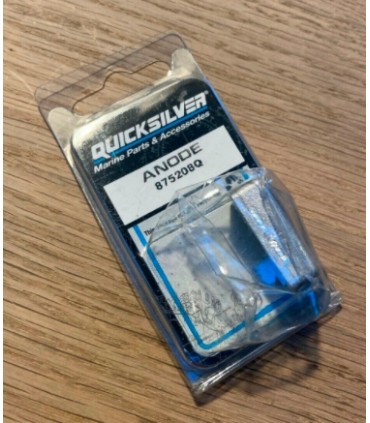 QUICKSILVER®
Marine Parts & Accessories
ANODE
875208Q